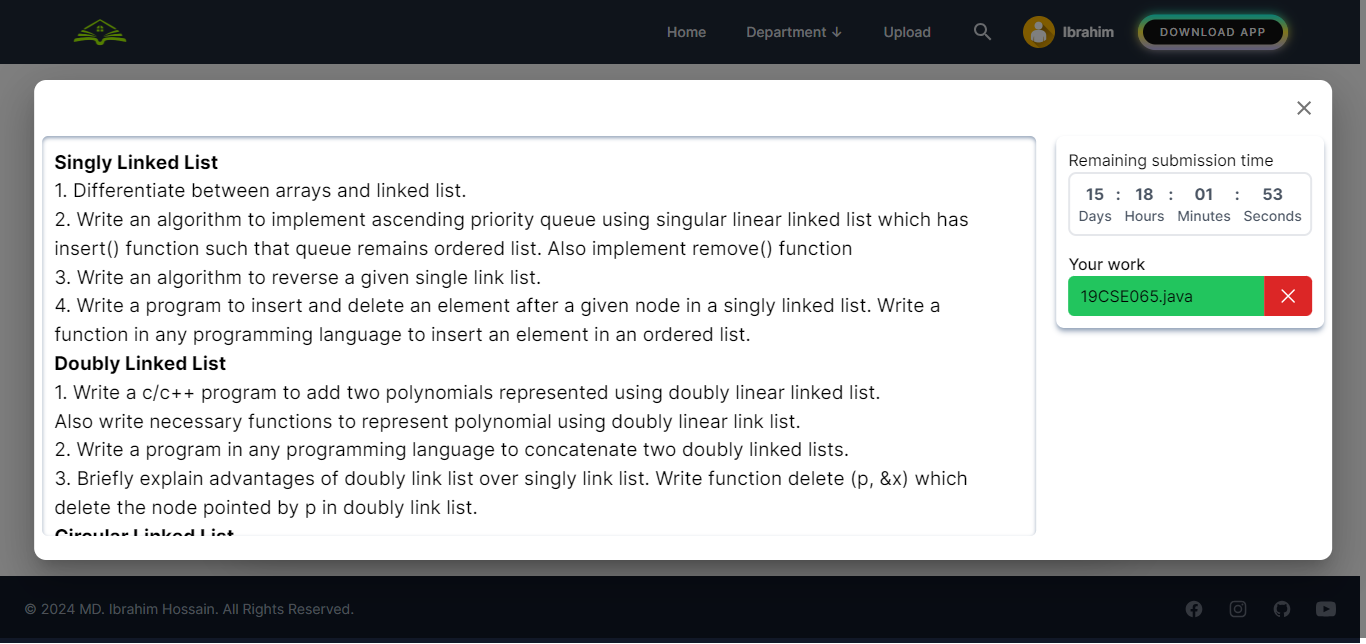 Home Department ↓ Upload Ibrahim DOWNLOAD APP
Singly Linked List
1. Differentiate between arrays and linked list.
2. Write an algorithm to implement ascending priority queue using singular linear linked list which has
insert() function such that queue remains ordered list. Also implement remove() function
3. Write an algorithm to reverse a given single link list.
4. Write a program to insert and delete an element after a given node in a singly linked list. Write a
function in any programming language to insert an element in an ordered list.
Doubly Linked List
1. Write a c/c++ program to add two polynomials represented using doubly linear linked list.
Also write necessary functions to represent polynomial using doubly linear link list.
2. Write a program in any programming language to concatenate two doubly linked lists.
3. Briefly explain advantages of doubly link list over singly link list. Write function delete (p, &x) which
delete the node pointed by p in doubly link list.
Circular Linked List
Remaining submission time
15 : 18 : 01 : 53
Days Hours Minutes Seconds
Your work
19CSE065.java
© 2024 MD. Ibrahim Hossain. All Rights Reserved.